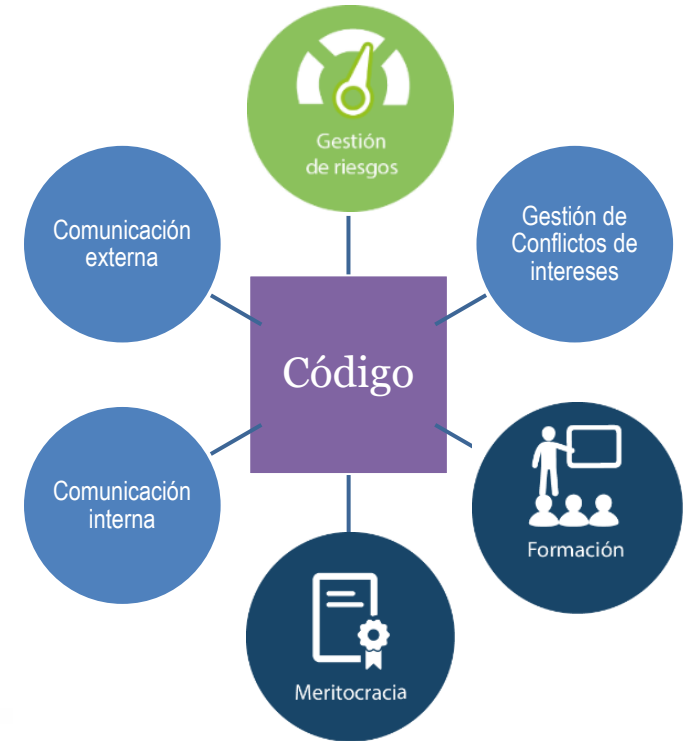 Gestión
de riesgos
Comunicación
externa
Gestión de
Conflictos de
intereses
Código
Comunicación
interna
Formación
Meritocracia